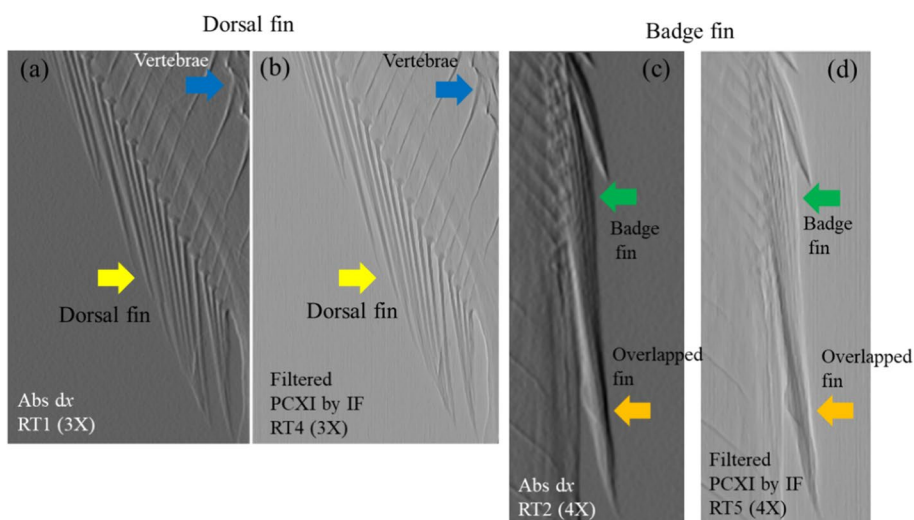 Dorsal fin
Badge fin
(a)
Vertebrae
Dorsal fin
Abs dx
RT1 (3X)
(b)
Vertebrae
Dorsal fin
Filtered
PCXI by IF
RT4 (3X)
(c)
Badge
fin
Overlapped
fin
Abs dx
RT2 (4X)
(d)
Badge
fin
Overlapped
fin
Filtered
PCXI by IF
RT5 (4X)